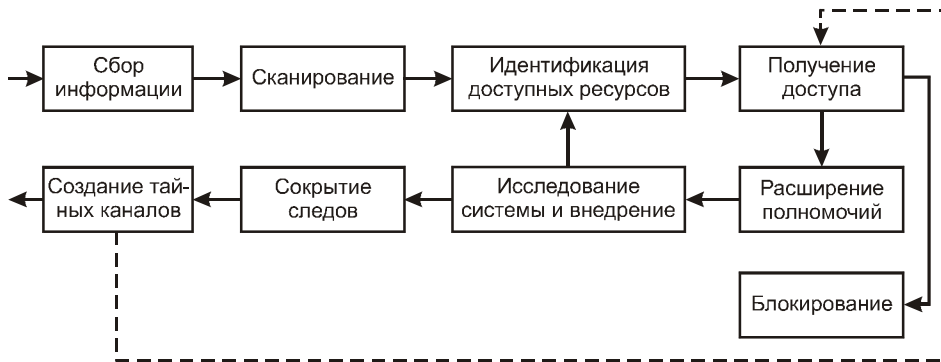 Сбор
информации
Сканирование
Идентификация
доступных ресурсов
Получение
доступа
Создание тай-
ных каналов
Сокрытие
следов
Исследование
системы и внедрение
Расширение
полномочий
Блокирование